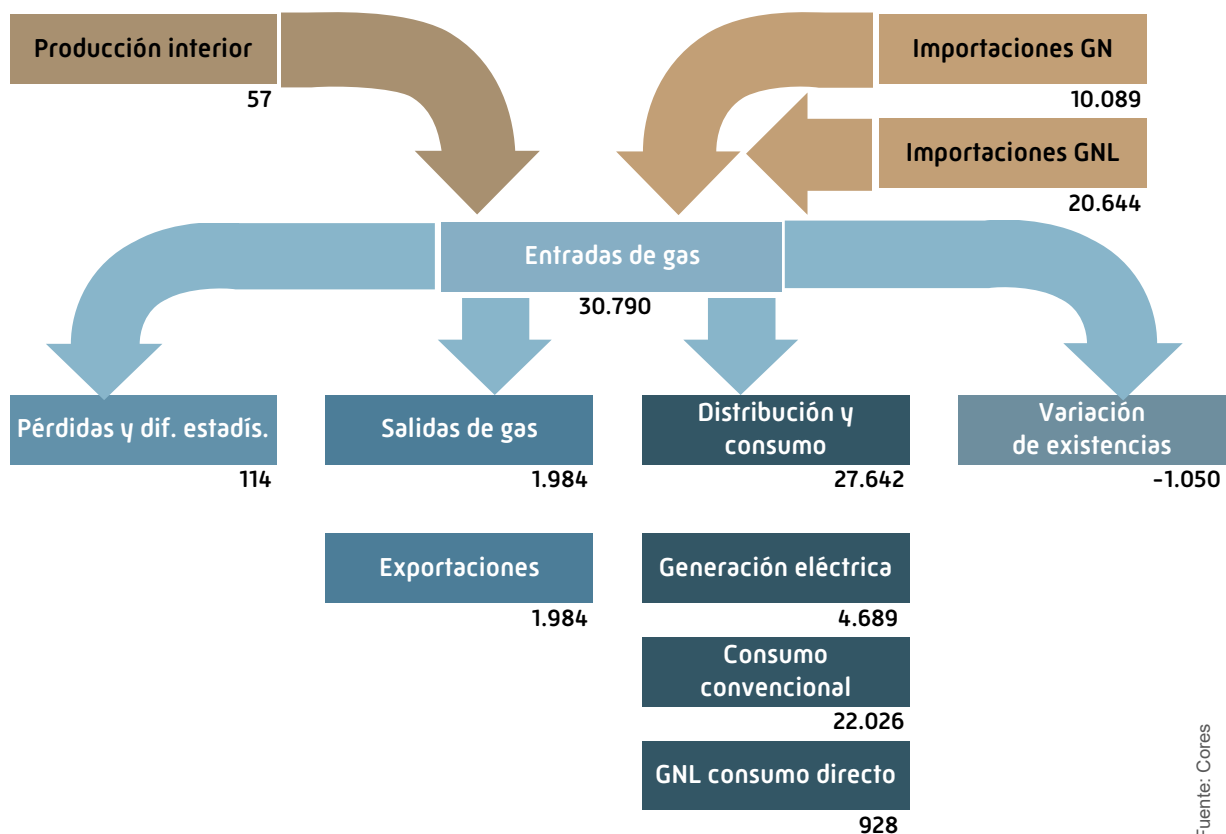 Producción interior
57
Importaciones GN
10.089
Importaciones GNL
20.644
Entradas de gas
30.790
Pérdidas y dif. estadís.
114
Salidas de gas
1.984
Distribución y
consumo
27.642
Variación
de existencias
-1.050
Exportaciones
1.984
Generación eléctrica
4.689
Consumo
convencional
22.026
GNL consumo directo
928
Fuente: Cores